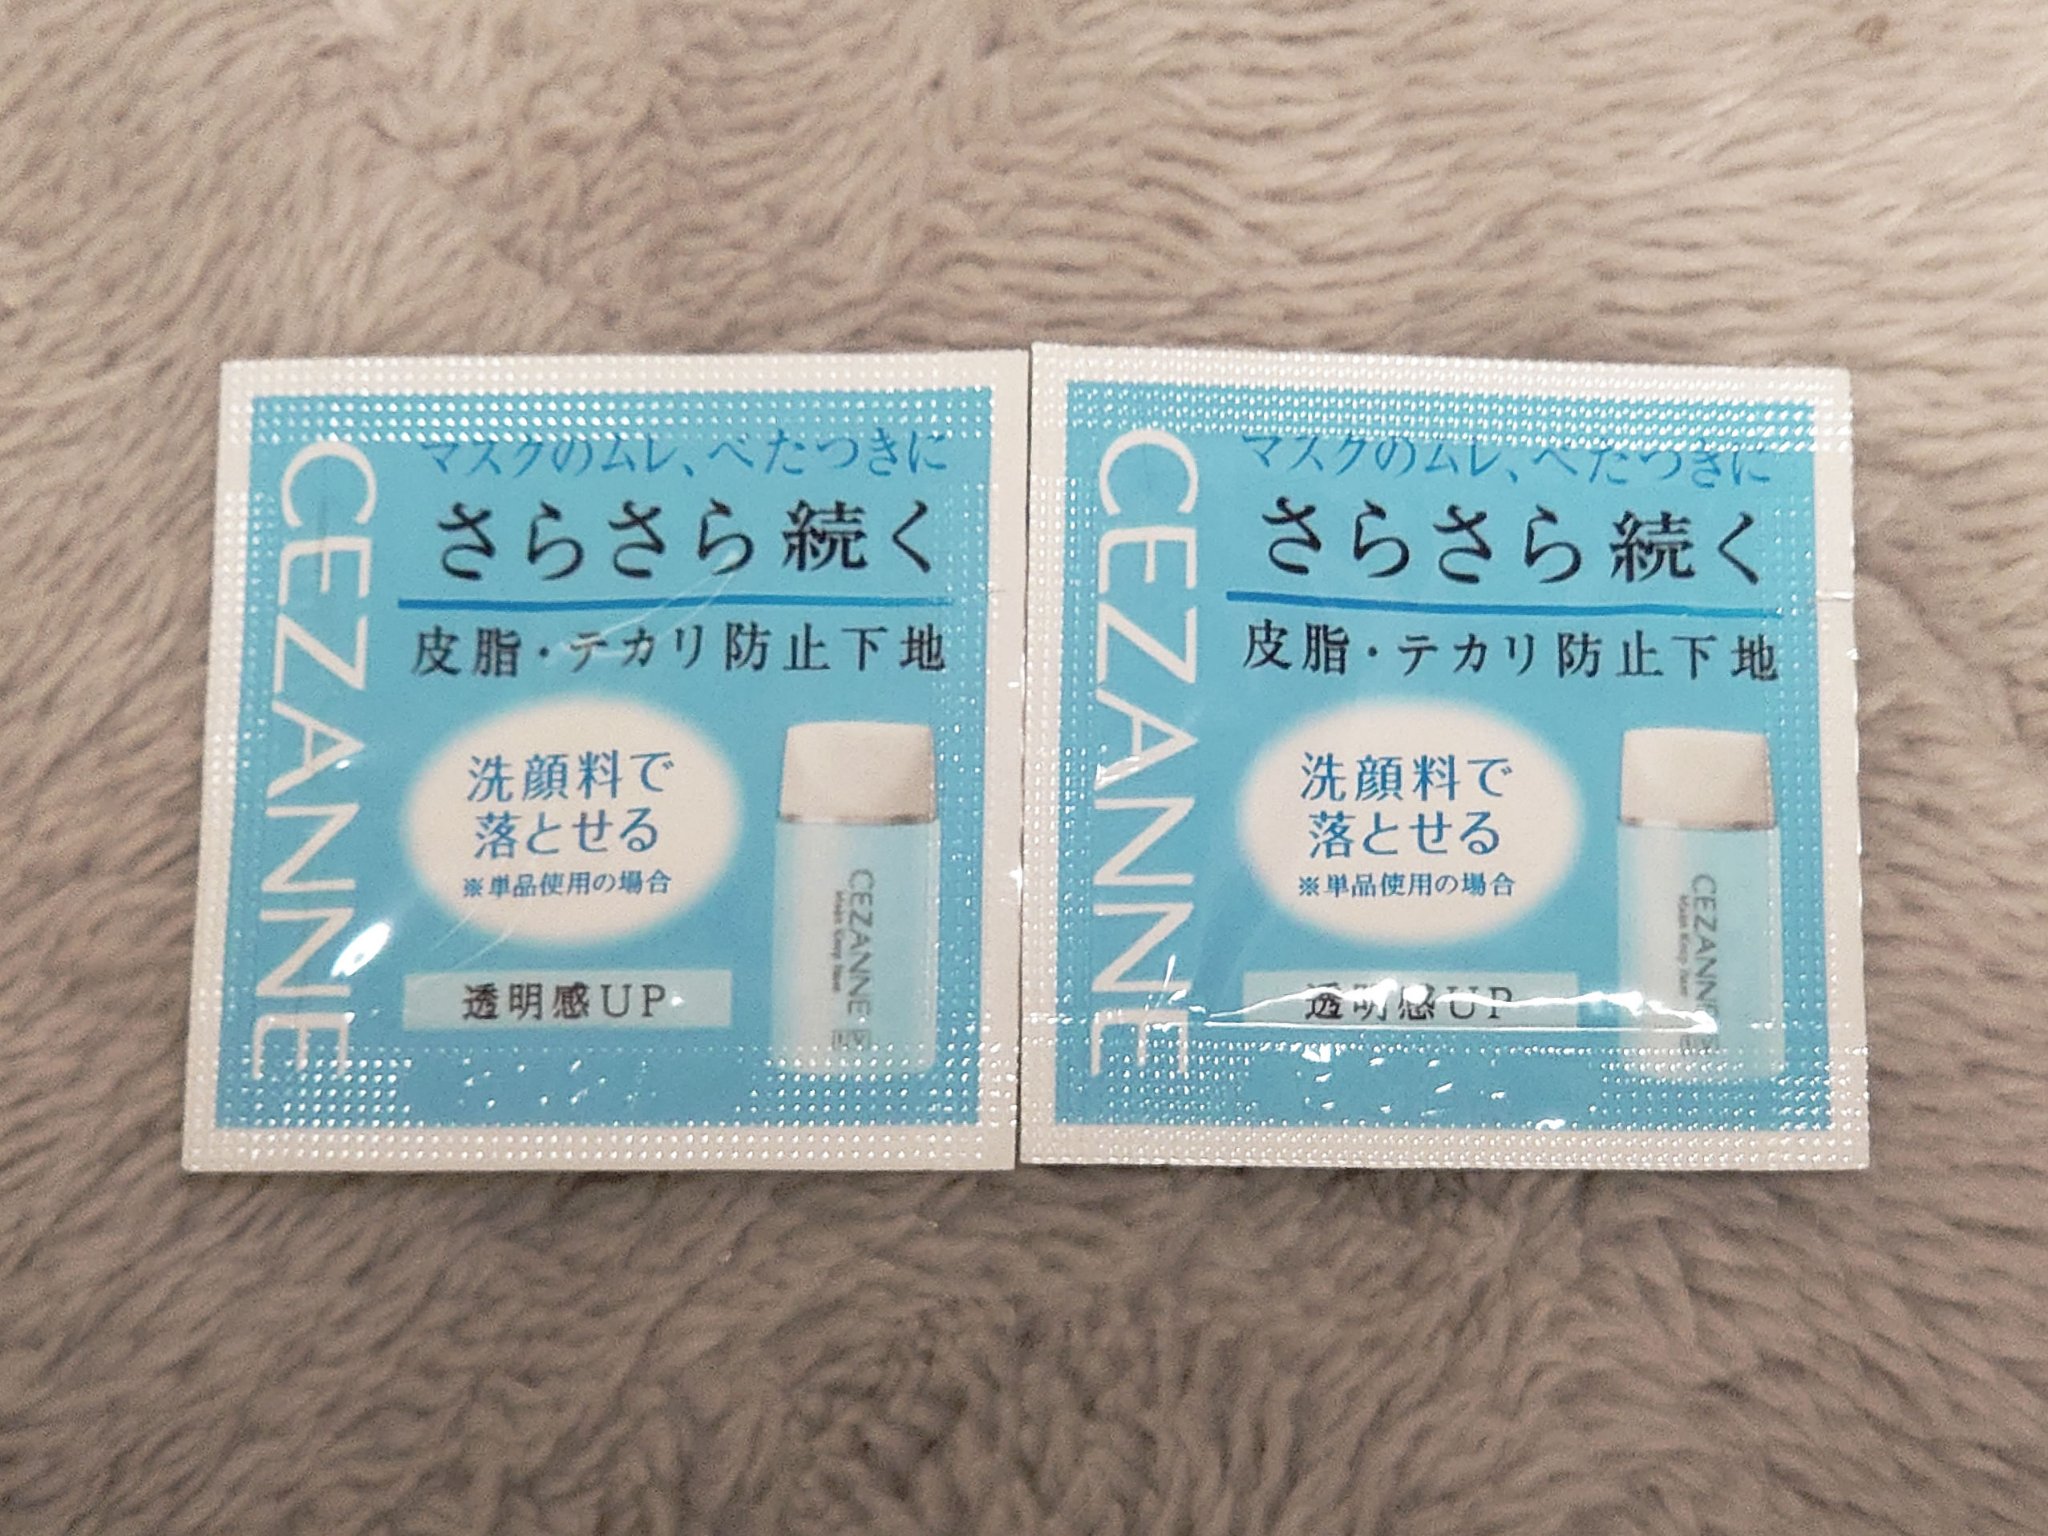 CEZANNE
マスクのムレ、べたつきに
さらさら続く
皮脂・テカリ防止下地
洗顔料で
落とせる
※単品使用の場合
透明感UP
CEZANNE
CEZANNE
マスクのムレ、べたつきに
さらさら続く
皮脂・テカリ防止下地
洗顔料で
落とせる
※単品使用の場合
透明感UP
CEZANNE